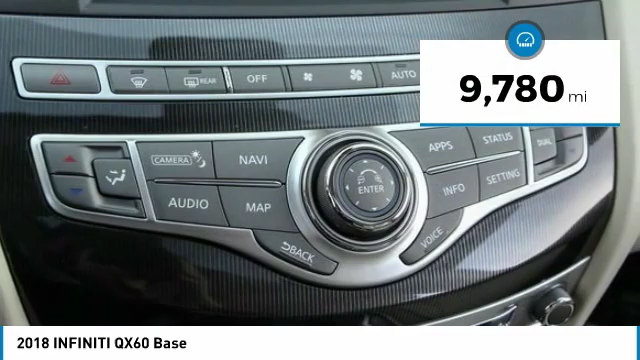 REAR
OFF
AUTO
9,780 mi
CAMERA
NAVI
AUDIO
MAP
BACK
ENTER
APPS
STATUS
INFO
SETTING
VOICE
DUAL
2018 INFINITI QX60 Base